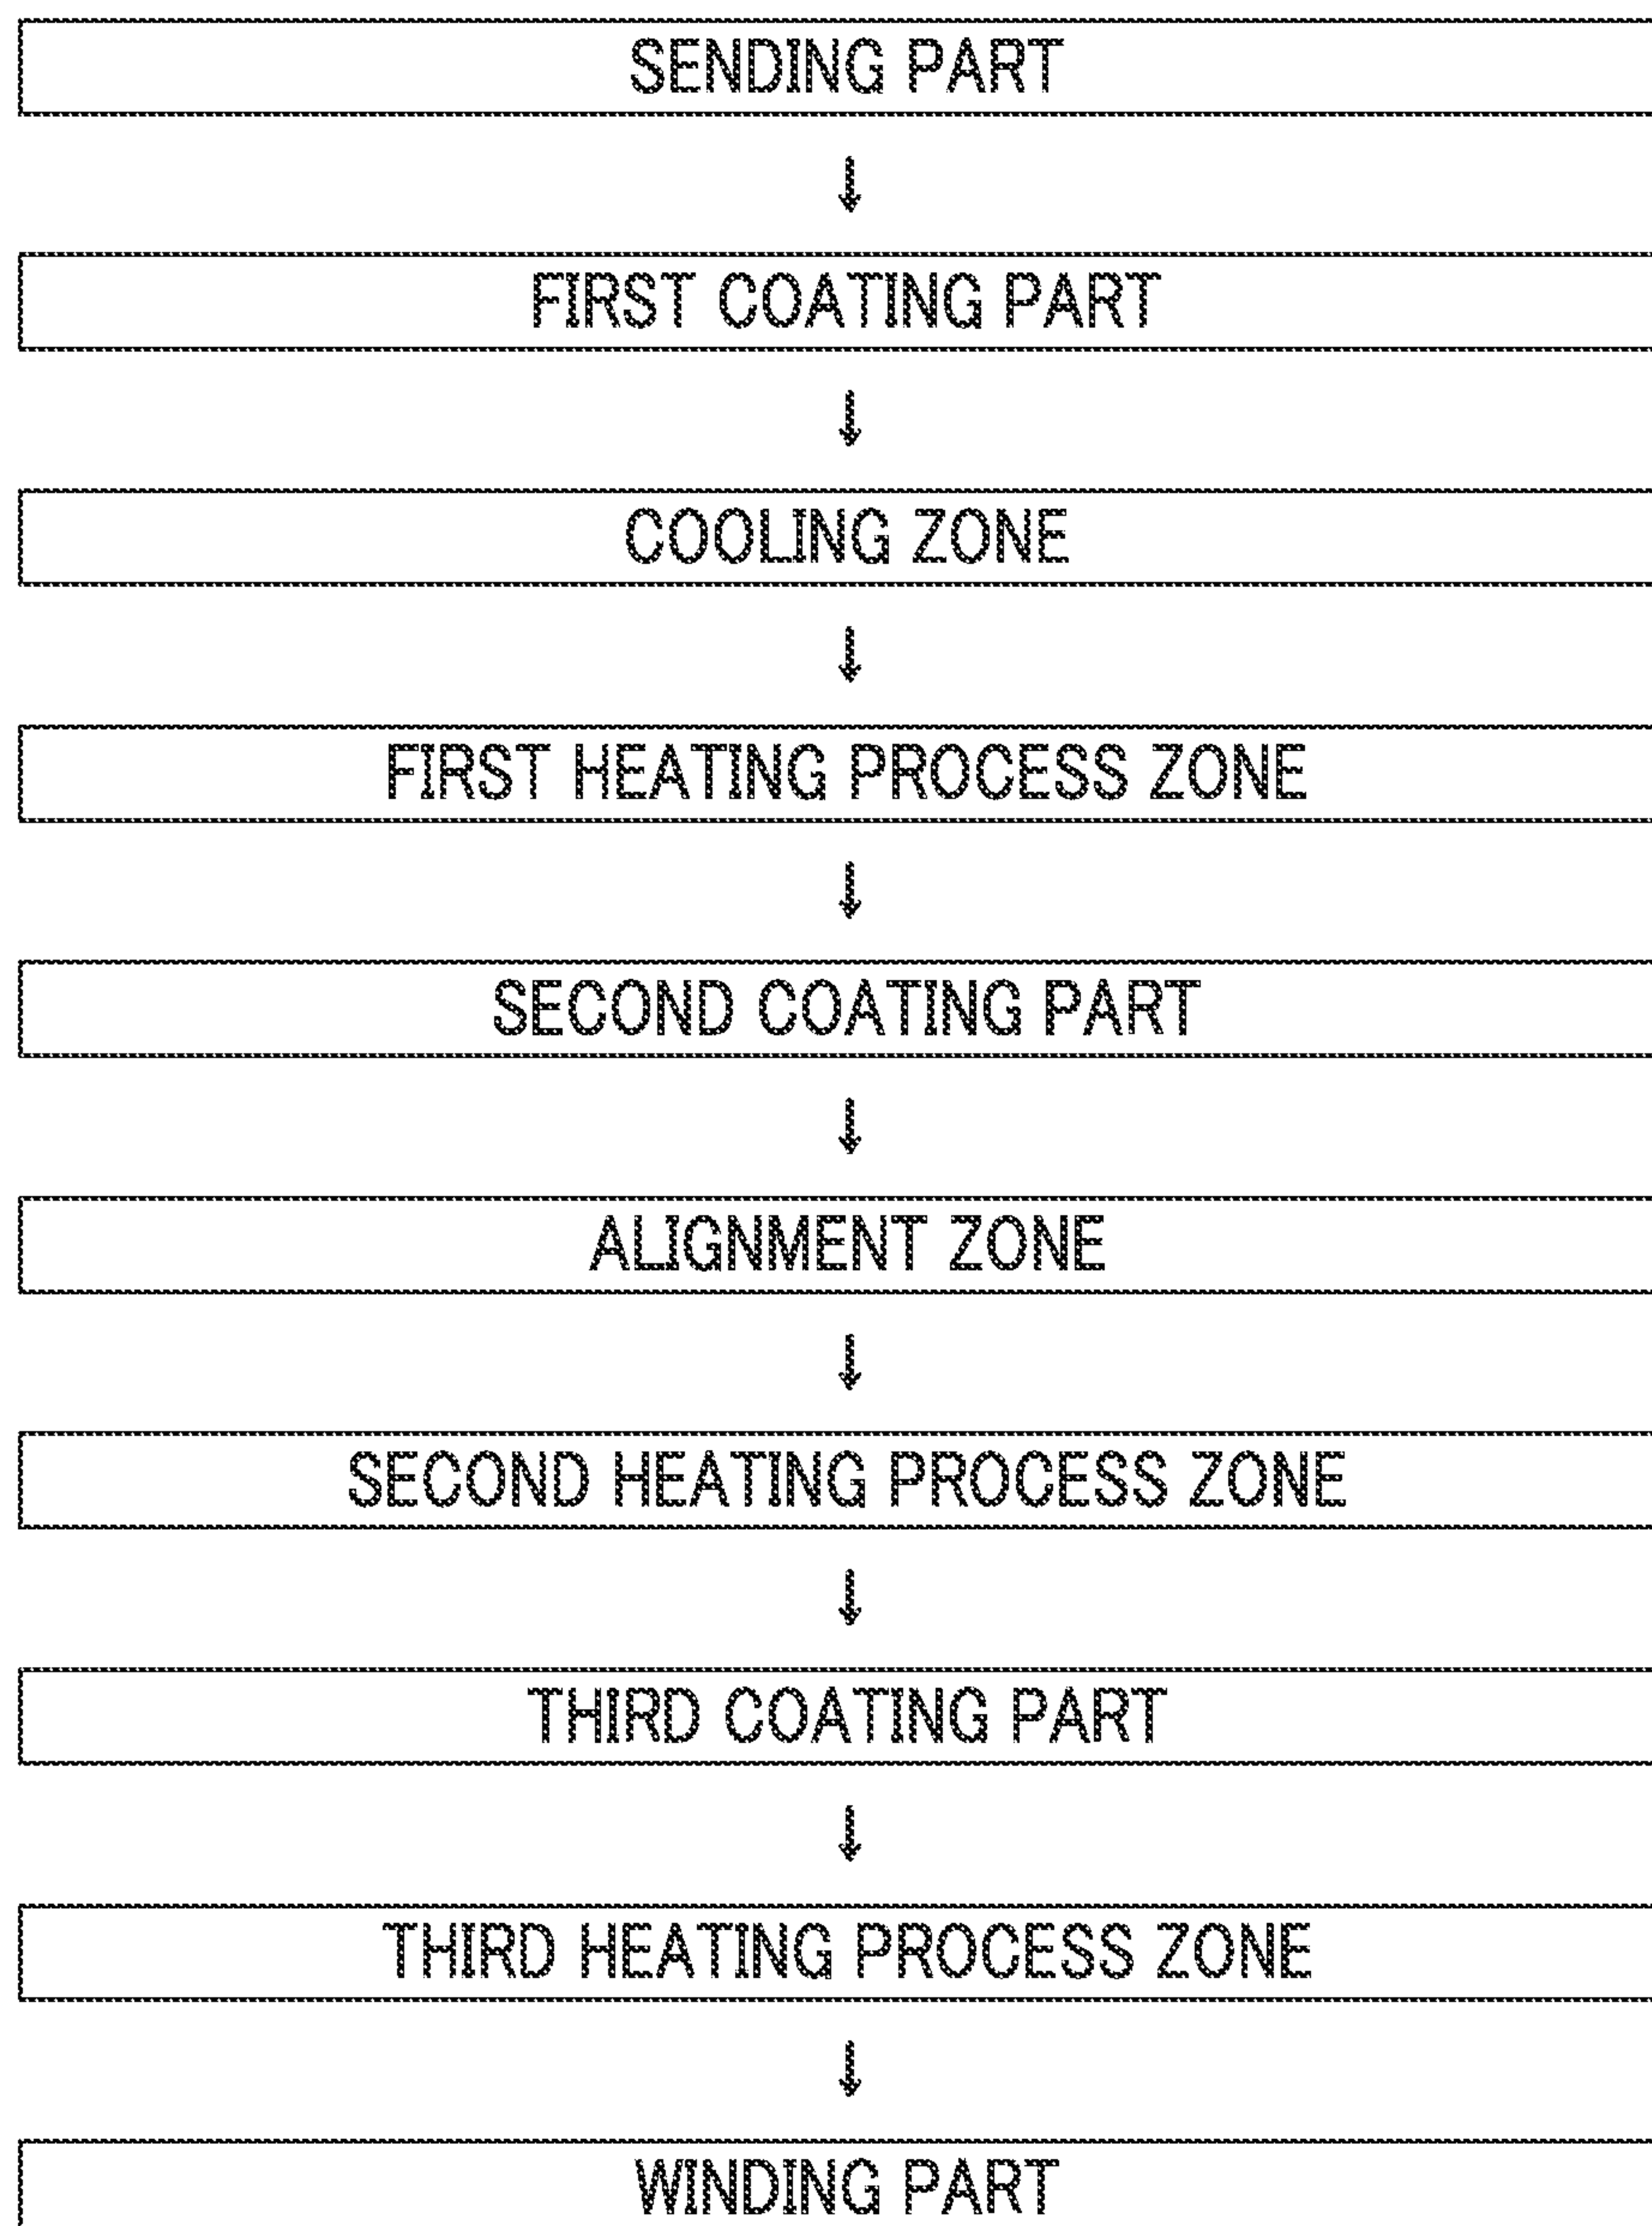 SENDING PART
↓
FIRST COATING PART
↓
COOLING ZONE
↓
FIRST HEATING PROCESS ZONE
↓
SECOND COATING PART
↓
ALIGNMENT ZONE
↓
SECOND HEATING PROCESS ZONE
↓
THIRD COATING PART
↓
THIRD HEATING PROCESS ZONE
↓
WINDING PART